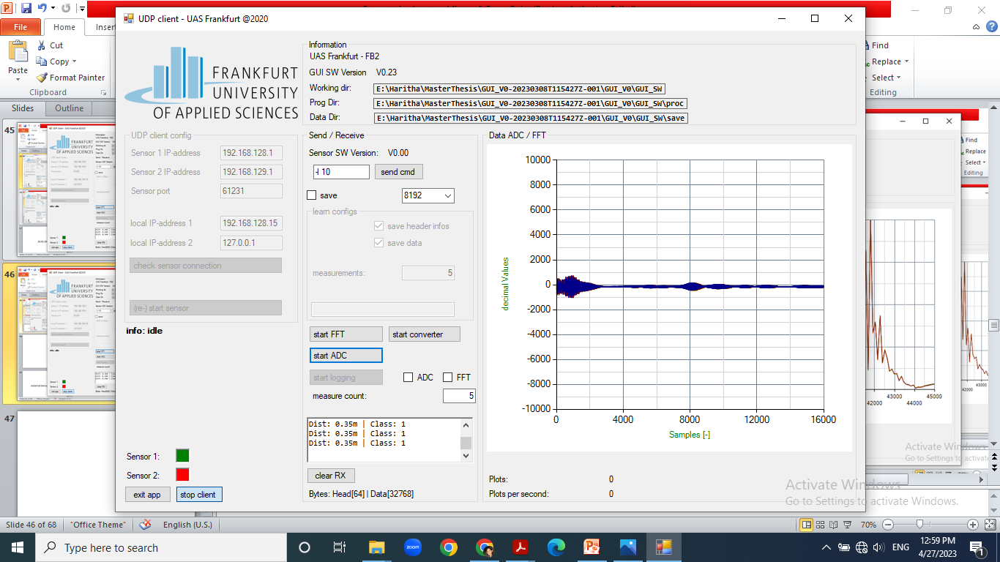 UDP client - UAS Frankfurt @2020
File
Home
Cut
Copy
Format Painter
Paste
Clipboard
Find
Replace
Select
Editing
Slides
Outline
45
46
47
FRANKFURT
UNIVERSITY
OF APPLIED SCIENCES
Information
UAS Frankfurt - FB2
GUI SW Version V0.23
Working dir: E:\Haritha\MasterThesis\GUI_V0-20230308T115427Z-001\GUI_V0\GUI_SW
Prog Dir: E:\Haritha\MasterThesis\GUI_V0-20230308T115427Z-001\GUI_V0\GUI_SW\proc
Data Dir: E:\Haritha\MasterThesis\GUI_V0-20230308T115427Z-001\GUI_V0\GUI_SW\save
UDP client config
Sensor 1 IP-address 192.168.128.1
Sensor 2 IP-address 192.168.129.1
Sensor port 61231
local IP-address 1 192.168.128.15
local IP-address 2 127.0.0.1
check sensor connection
(re-) start sensor
info: idle
Sensor 1:
Sensor 2:
exit app
stop client
Send / Receive
Sensor SW Version: V0.00
10
send cmd
save
8192
learn configs
save header infos
save data
measurements: 5
start FFT
start converter
start ADC
start logging
ADC
FFT
measure count: 5
Dist: 0.35m | Class: 1
Dist: 0.35m | Class: 1
Dist: 0.35m | Class: 1
clear RX
Bytes: Head[64] | Data[32768]
Data ADC / FFT
10000
8000
6000
4000
2000
0
-2000
-4000
-6000
-8000
-10000
decimal Values
0 4000 8000 12000 16000
Samples [-]
Plots: 0
Plots per second: 0
Find
Replace
Select
Editing
42000 43000 44000 45000
42000 43000
Activate Windows
Go to Settings to activate Windows.
Slide 46 of 68
"Office Theme"
English (U.S.)
70%
Type here to search
zoom
ENG
12:59 PM
4/27/2023
1